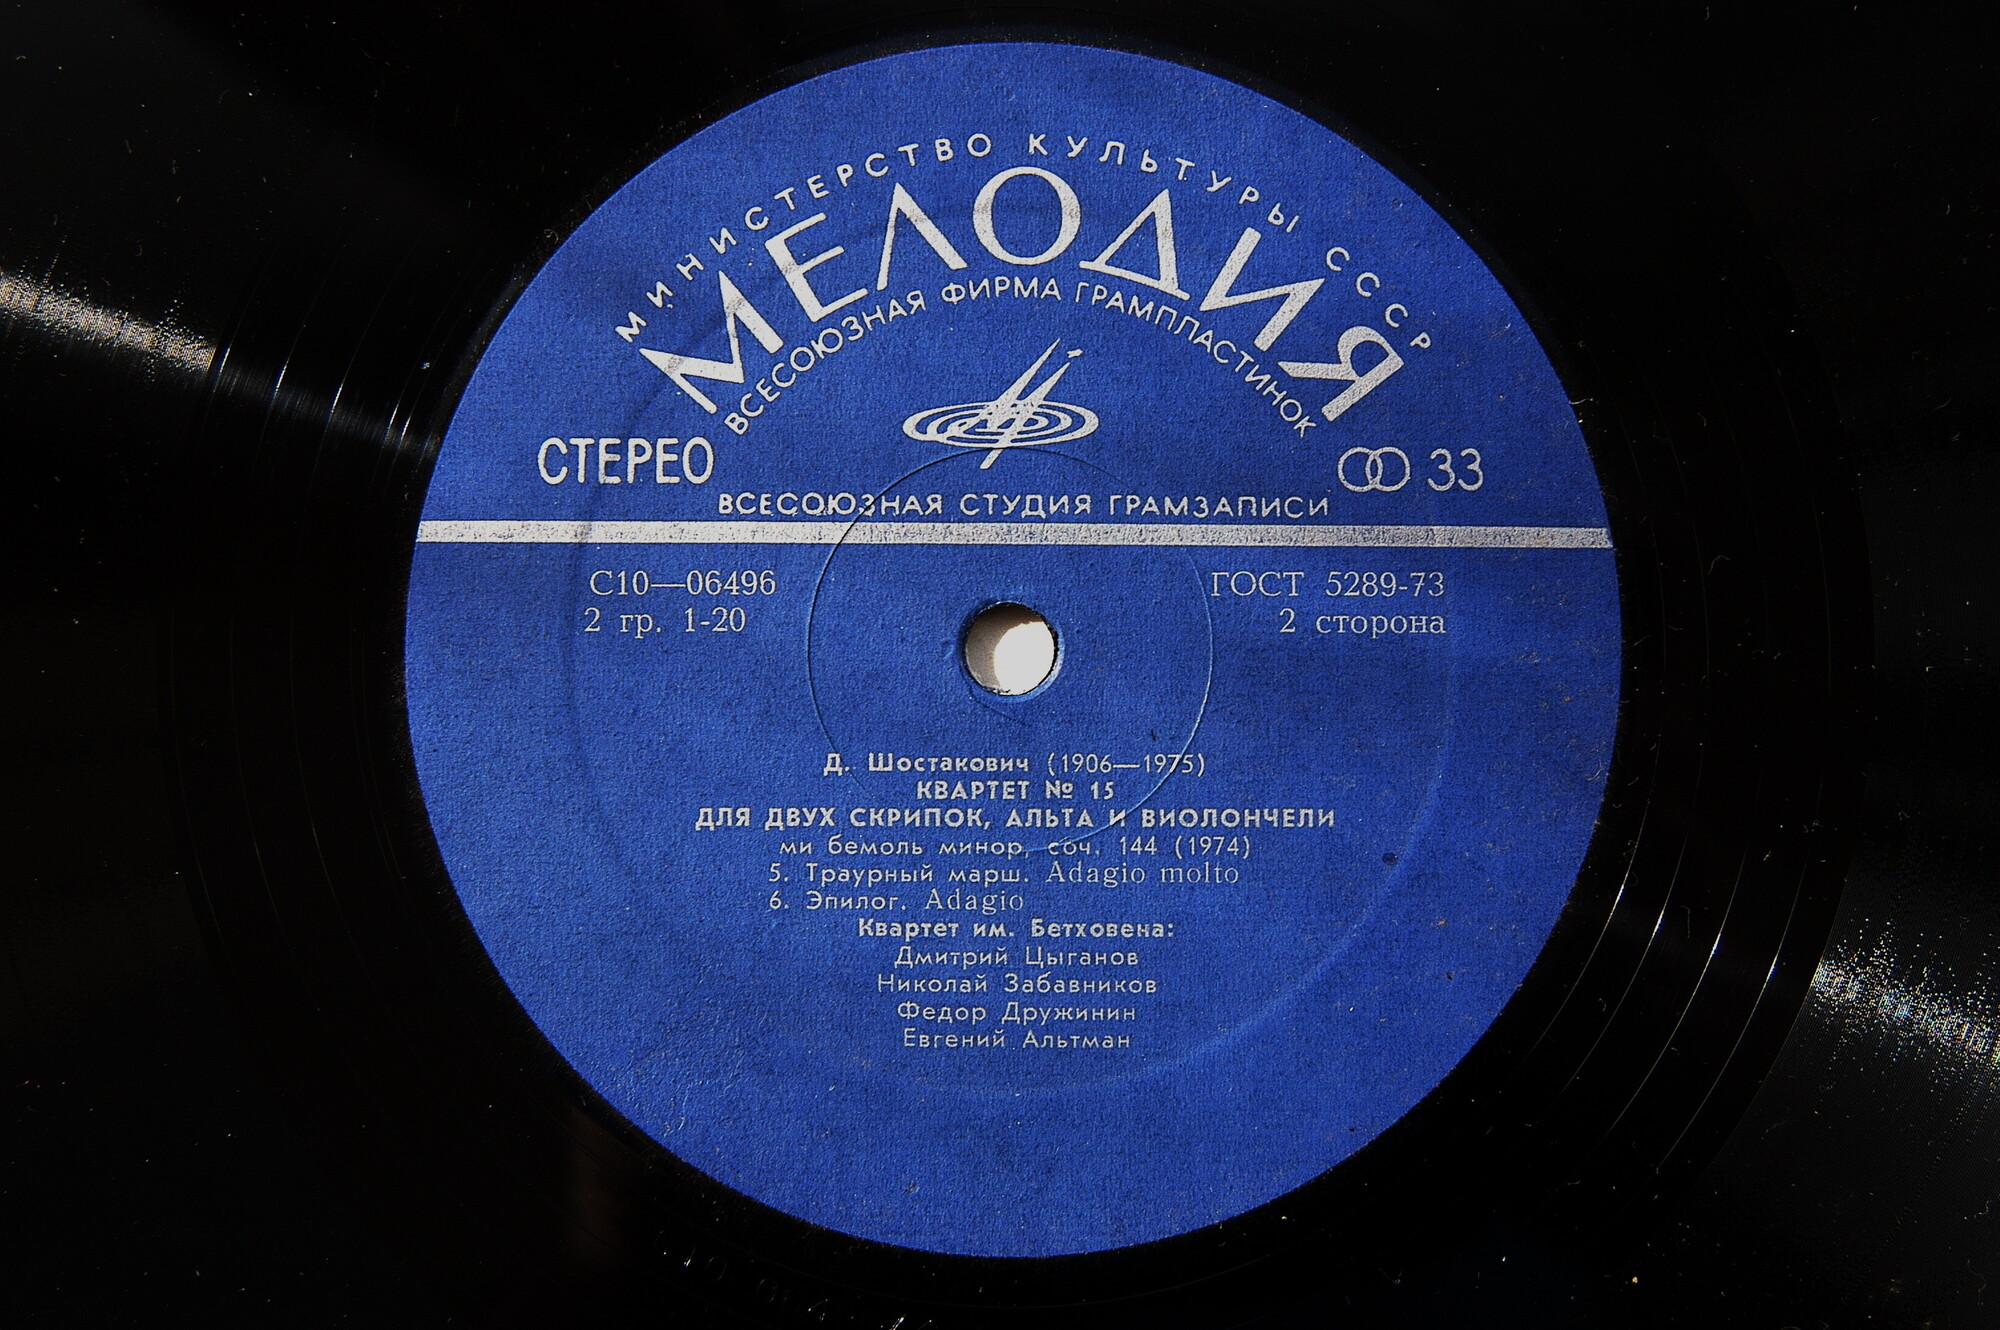 МИНИСТЕРСТВО КУЛЬТУРЫ СССР
МЕЛОДИЯ
ВСЕСОЮЗНАЯ ФИРМА ГРАМПЛАСТИНОК
СТЕРЕО
33
ВСЕСОЮЗНАЯ СТУДИЯ ГРАМЗАПИСИ
С10—06496
ГОСТ 5289-73
2 гр. 1-20
2 сторона
Д. Шостакович (1906—1975)
КВАРТЕТ № 15
ДЛЯ ДВУХ СКРИПОК, АЛЬТА И ВИОЛОНЧЕЛИ
ми бемоль минор, соч. 144 (1974)
5. Траурный марш. Adagio molto
6. Эпилог. Adagio
Квартет им. Бетховена:
Дмитрий Цыганов
Николай Забавников
Федор Дружинин
Евгений Альтман